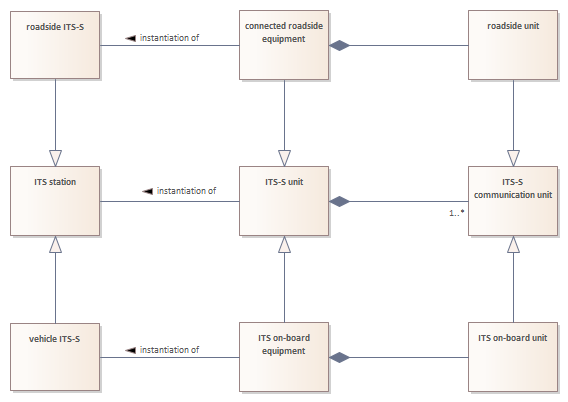 roadside ITS-S
instantiation of
connected roadside
equipment
roadside unit
ITS station
instantiation of
ITS-S unit
1..*
ITS-S
communication unit
vehicle ITS-S
instantiation of
ITS on-board
equipment
ITS on-board unit